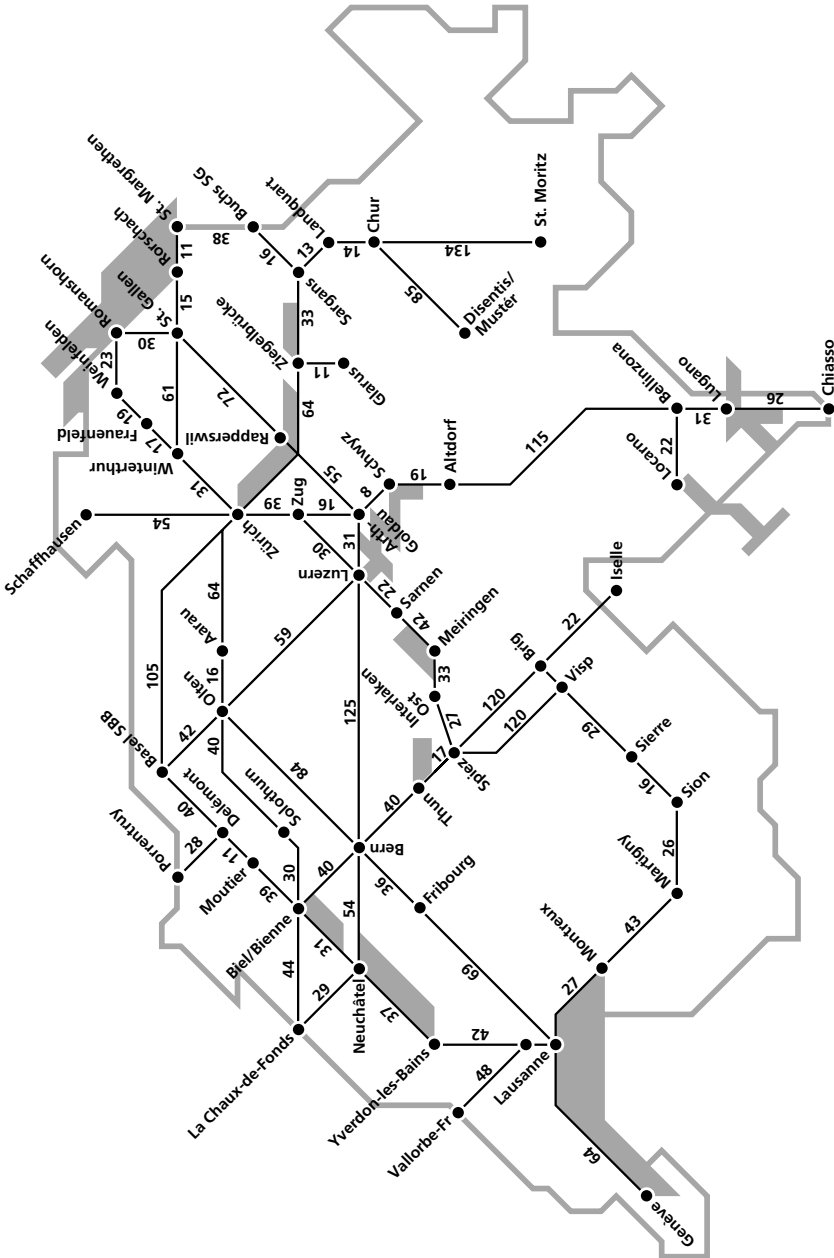 St. Margrethen
Rorschach
St. Gallen
Romanshorn
Weinfelden
Frauenfeld
Winterthur
Schaffhausen
Buchs SG
Landquart
Chur
St. Moritz
Disentis/
Mustér
Sargans
Ziegelbrücke
Glarus
Rapperswil
Zürich
Zug
Arth-
Goldau
Schwyz
Altdorf
Bellinzona
Lugano
Chiasso
Locarno
Luzern
Sarnen
Meiringen
Interlaken
Ost
Spiez
Thun
Brig
Visp
Iselle
Sierre
Sion
Martigny
Montreux
Aarau
Olten
Basel SBB
Delémont
Porrentruy
Moutier
Solothurn
Biel/Bienne
Bern
Fribourg
Neuchâtel
La Chaux-de-Fonds
Yverdon-les-Bains
Vallorbe-Fr
Lausanne
Genève
11
38
15
30
23
19
17
61
72
31
54
16
13
14
134
85
33
11
64
55
39
16
30
31
8
19
115
22
31
26
22
42
33
27
17
40
120
120
22
29
16
26
43
27
64
16
59
105
42
40
84
125
40
28
11
39
30
40
36
54
31
44
29
37
69
42
48
64